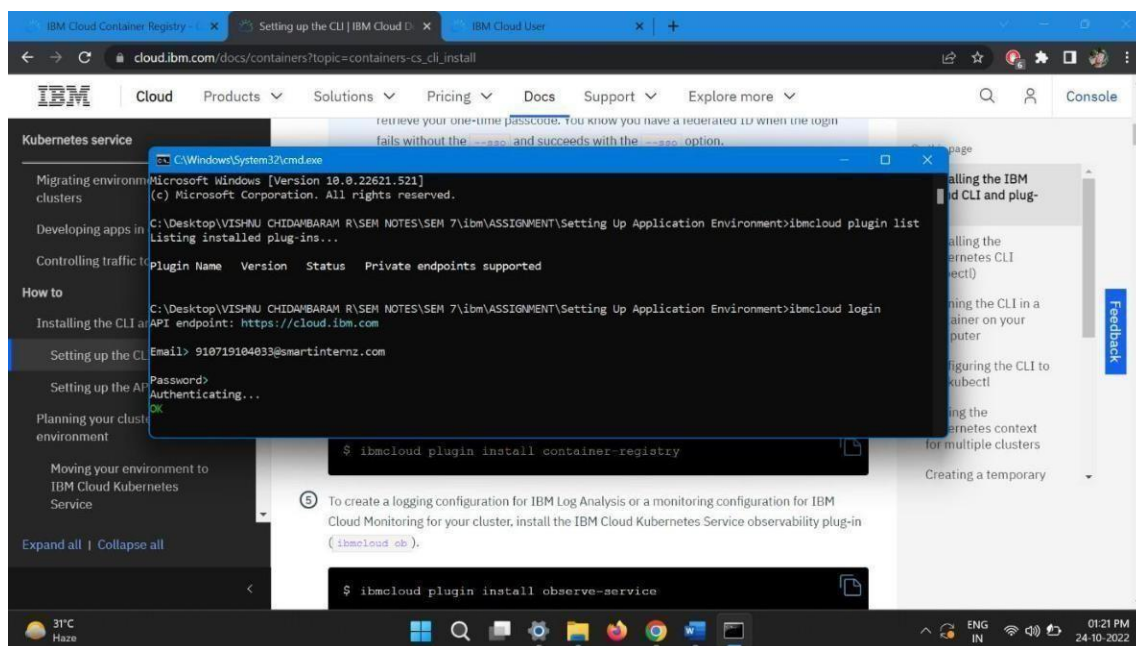 IBM Cloud Container Registry -
Setting up the CLI | IBM Cloud D
IBM Cloud User
cloud.ibm.com/docs/containers?topic=containers-cs_cli_install
IBM Cloud Products Solutions Pricing Docs Support Explore more Console
Kubernetes service
Migrating environm
clusters
Developing apps in
Controlling traffic to
How to
Installing the CLI a
Setting up the CL
Setting up the AP
Planning your clust
environment
Moving your environment to
IBM Cloud Kubernetes
Service
Expand all | Collapse all
retrieve your one-time passcode. You know you have a federated ID when the login
fails without the --sso and succeeds with the --sso option.
C:\Windows\System32\cmd.exe
Microsoft Windows [Version 10.0.22621.521]
(c) Microsoft Corporation. All rights reserved.
C:\Desktop\VISHNU CHIDAMBARAM R\SEM NOTES\SEM 7\ibm\ASSIGNMENT\Setting Up Application Environment>ibmcloud plugin list
Listing installed plug-ins...
Plugin Name Version Status Private endpoints supported
C:\Desktop\VISHNU CHIDAMBARAM R\SEM NOTES\SEM 7\ibm\ASSIGNMENT\Setting Up Application Environment>ibmcloud login
API endpoint: https://cloud.ibm.com
Email> 910719104033@smartinternz.com
Password>
Authenticating...
OK
$ ibmcloud plugin install container-registry
5 To create a logging configuration for IBM Log Analysis or a monitoring configuration for IBM
Cloud Monitoring for your cluster, install the IBM Cloud Kubernetes Service observability plug-in
( ibmcloud ob ).
$ ibmcloud plugin install observe-service
page
alling the IBM
d CLI and plug-
alling the
ernetes CLI
ectl)
ning the CLI in a
ainer on your
puter
figuring the CLI to
kubectl
ing the
ernetes context
for multiple clusters
Creating a temporary
Feedback
31°C
Haze
ENG
IN
01:21 PM
24-10-2022